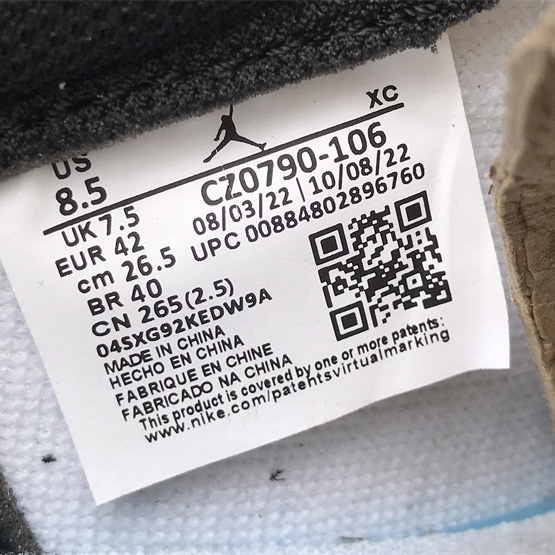 XC
US
8.5
UK 7.5
EUR 42
cm 26.5
BR 40
CN 265(2.5)
CZ0790-106
08/03/22 | 10/08/22
UPC 00884802896760
04SXG92KEDW9A
MADE IN CHINA
HECHO EN CHINA
FABRIQUE EN CHINE
FABRICADO NA CHINA
This product is covered by one or more patents:
www.nike.com/patentsvirtualmarking